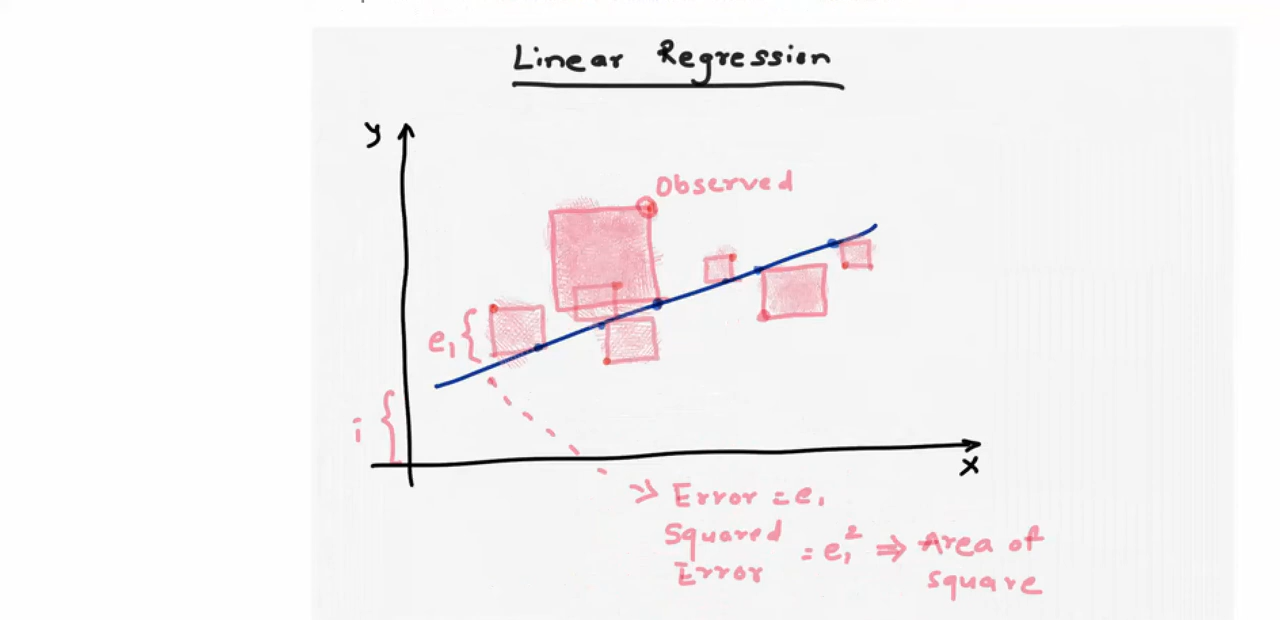 Linear Regression
y
Observed
e₁
i
x
Error = e₁
Squared
Error
= e₁² ⇒ Area of
square